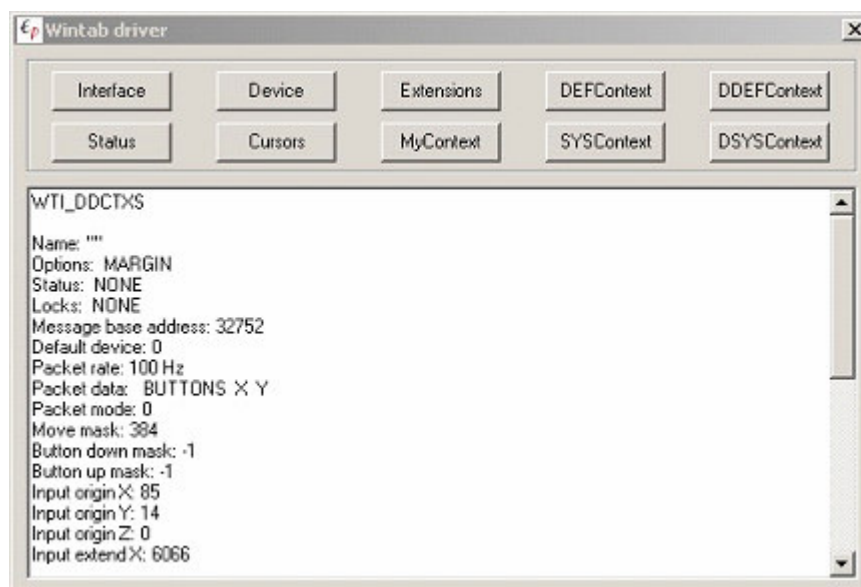 εp Wintab driver
Interface Device Extensions DEFContext DDEFContext
Status Cursors MyContext SYSContext DSYSContext
WTI_DDCTXS
Name: ""
Options: MARGIN
Status: NONE
Locks: NONE
Message base address: 32752
Default device: 0
Packet rate: 100 Hz
Packet data: BUTTONS X Y
Packet mode: 0
Move mask: 384
Button down mask: -1
Button up mask: -1
Input origin X: 85
Input origin Y: 14
Input origin Z: 0
Input extend X: 6066